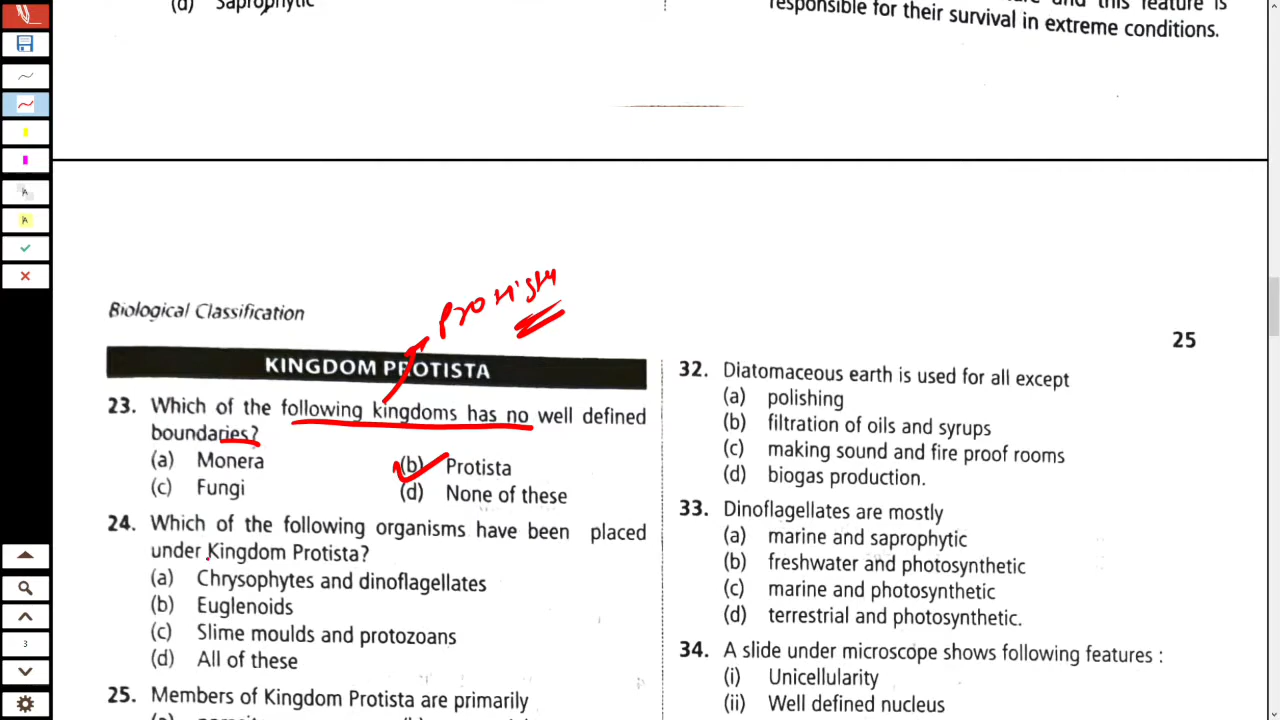 (d) Saprophytic
and this feature is
responsible for their survival in extreme conditions.
Biological Classification
25
KINGDOM PROTISTA
23. Which of the following kingdoms has no well defined
boundaries?
(a) Monera
(b) Protista
(c) Fungi
(d) None of these
24. Which of the following organisms have been placed
under Kingdom Protista?
(a) Chrysophytes and dinoflagellates
(b) Euglenoids
(c) Slime moulds and protozoans
(d) All of these
25. Members of Kingdom Protista are primarily
32. Diatomaceous earth is used for all except
(a) polishing
(b) filtration of oils and syrups
(c) making sound and fire proof rooms
(d) biogas production.
33. Dinoflagellates are mostly
(a) marine and saprophytic
(b) freshwater and photosynthetic
(c) marine and photosynthetic
(d) terrestrial and photosynthetic.
34. A slide under microscope shows following features :
(i) Unicellularity
(ii) Well defined nucleus
3